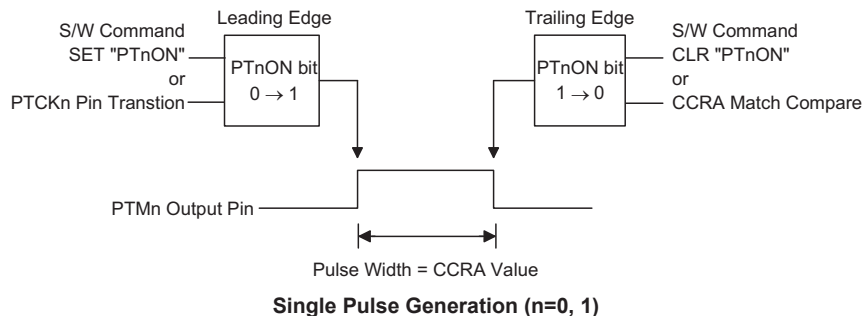 Leading Edge
Trailing Edge
S/W Command
SET "PTnON"
or
PTCKn Pin Transtion
PTnON bit
0 → 1
PTnON bit
1 → 0
S/W Command
CLR "PTnON"
or
CCRA Match Compare
PTMn Output Pin
Pulse Width = CCRA Value
Single Pulse Generation (n=0, 1)